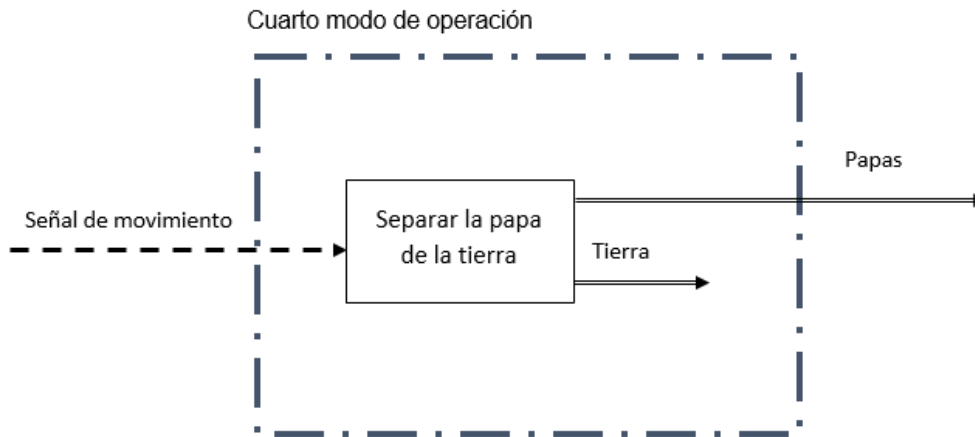 Cuarto modo de operación
Papas
Señal de movimiento
Separar la papa
de la tierra
Tierra